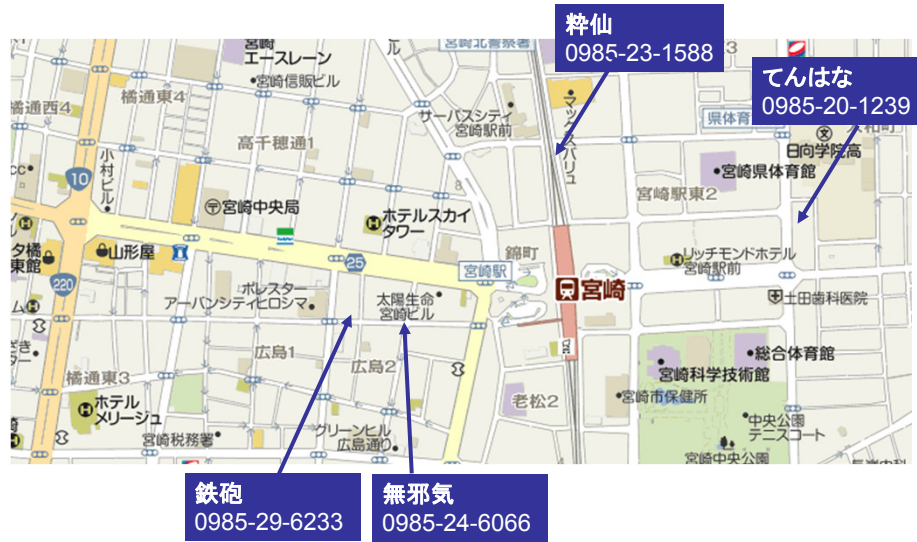 粋仙
0985-23-1588
てんはな
0985-20-1239
宮崎
エースレーン
宮崎信販ビル
宮崎北警察署
橘通東4
橘通西4
高千穂通1
サーパスシティ
宮崎駅前
マックスバリュ
県体育
日向学院高
宮崎県体育館
宮崎駅東2
小村ビル
10
宮崎中央局
ホテルスカイ
タワー
錦町
リッチモンドホテル
宮崎駅前
山形屋
25
宮崎駅
宮崎
220
ポレスター
アーバンシティヒロシマ
太陽生命
宮崎ビル
土田歯科医院
広島1
広島2
総合体育館
宮崎科学技術館
橘通東3
宮崎市保健所
老松2
ホテル
メリージュ
中央公園
テニスコート
宮崎税務署
グリーンヒル
広島通り
宮崎中央公園
鉄砲
0985-29-6233
無邪気
0985-24-6066